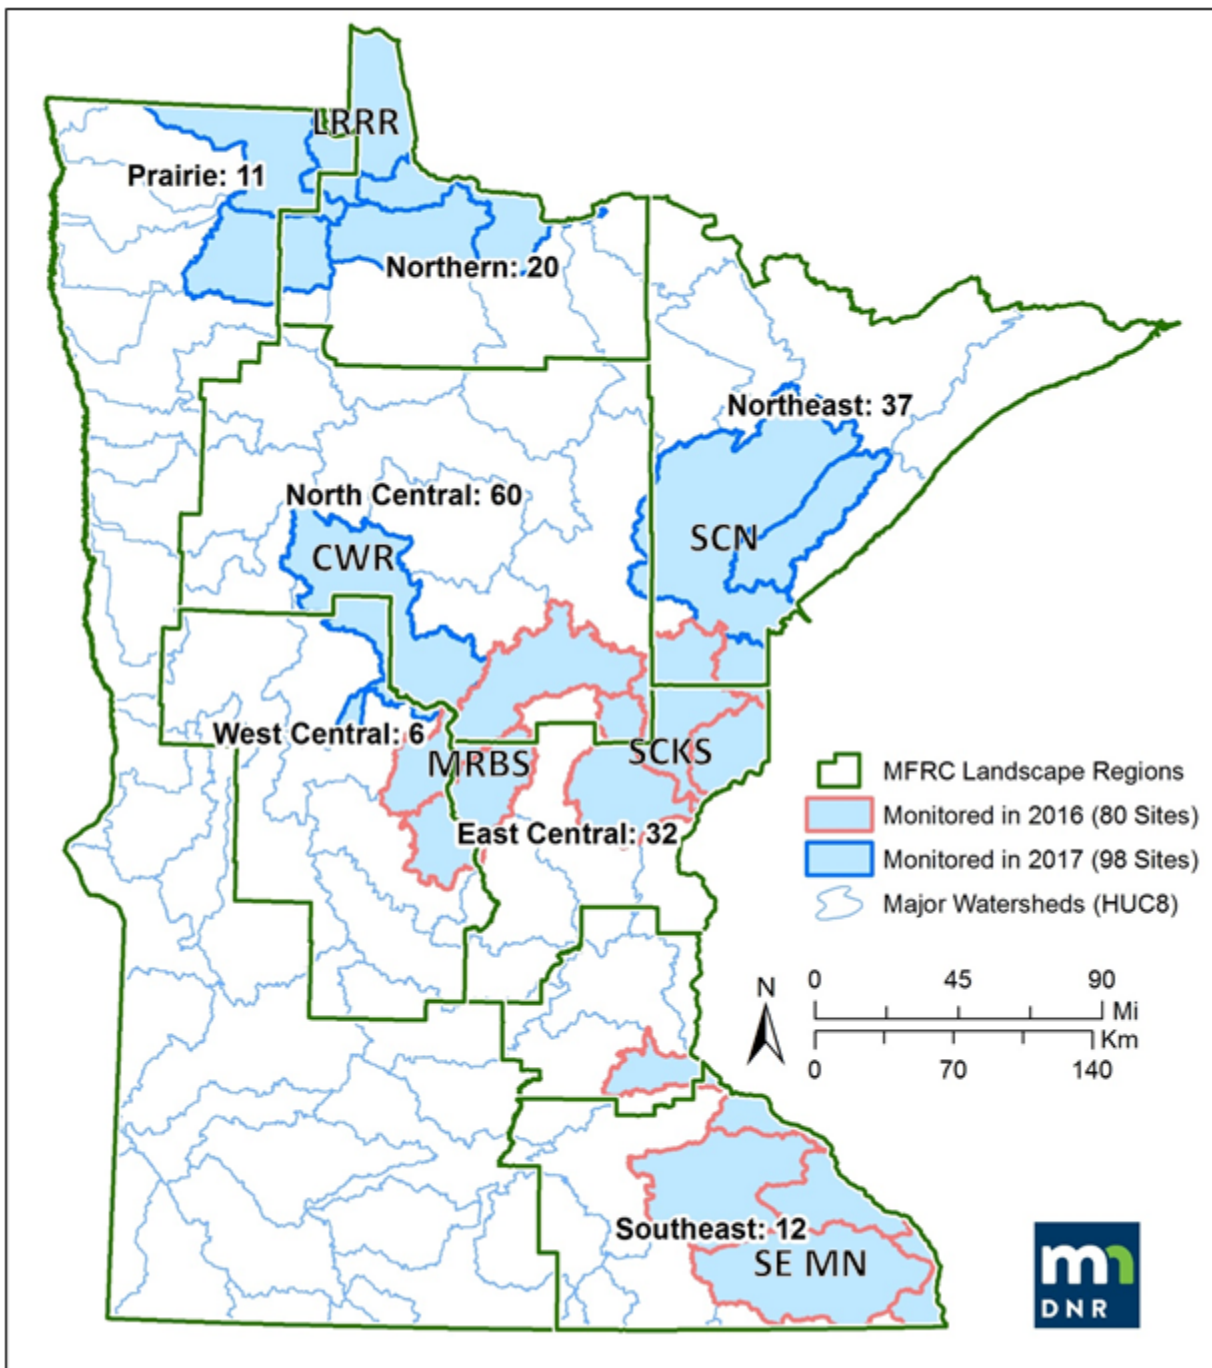 LRRR
Prairie: 11
Northern: 20
Northeast: 37
North Central: 60
SCN
CWR
West Central: 6
MRBS
SCKS
East Central: 32
MFRC Landscape Regions
Monitored in 2016 (80 Sites)
Monitored in 2017 (98 Sites)
Major Watersheds (HUC8)
N
0 45 90
Mi
Km
0 70 140
Southeast: 12
SE MN
mn
DNR